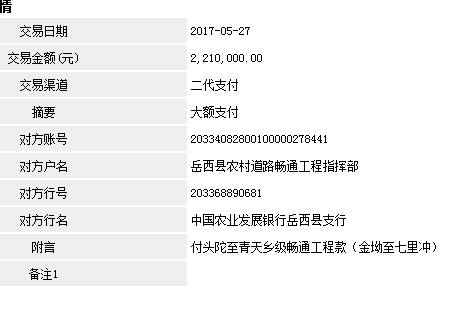 情
交易日期 2017-05-27
交易金额(元) 2,210,000.00
交易渠道 二代支付
摘要 大额支付
对方账号 20334082800100000278441
对方户名 岳西县农村道路畅通工程指挥部
对方行号 203368890681
对方行名 中国农业发展银行岳西县支行
附言 付头陀至青天乡级畅通工程款（金坳至七里冲）
备注1